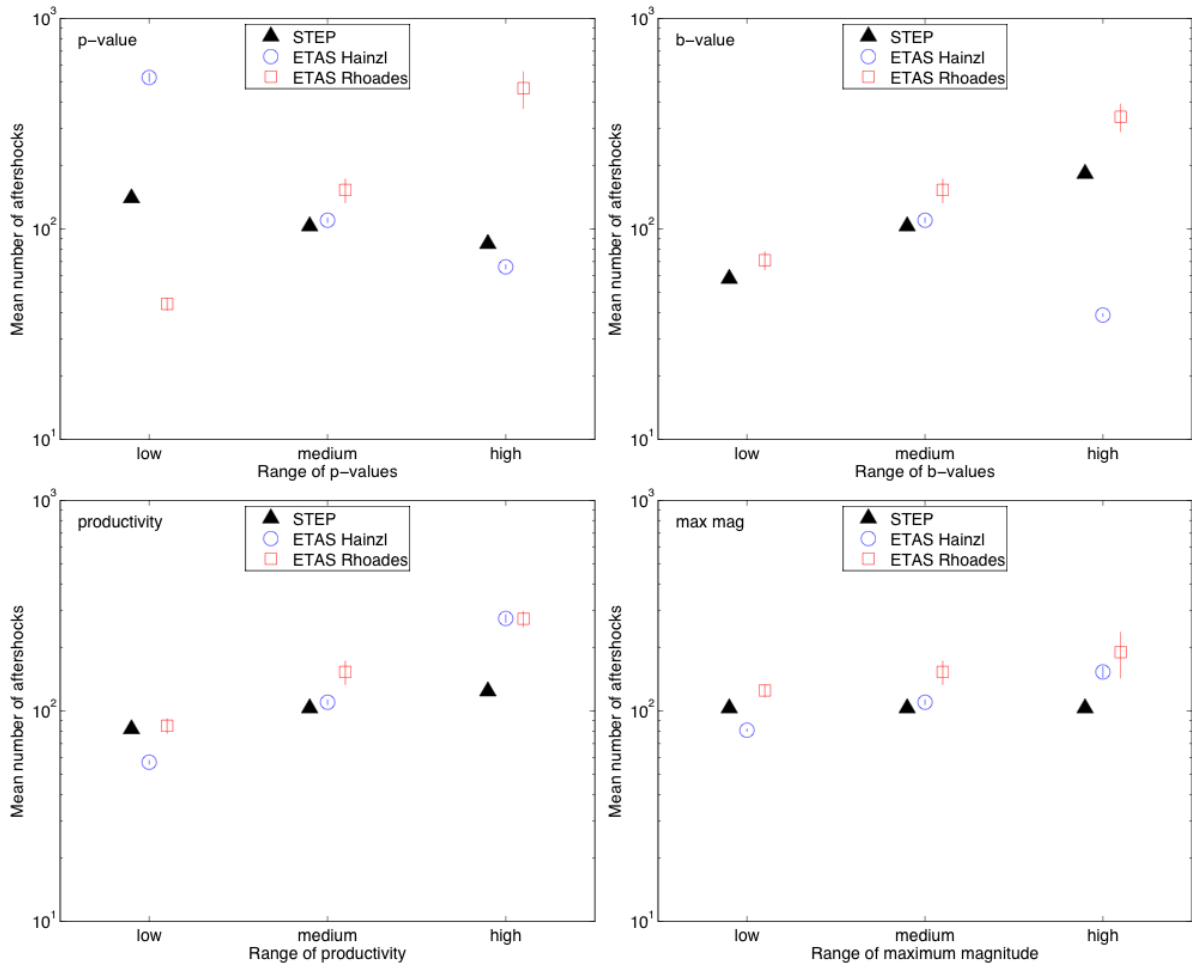 p-value
STEP
ETAS Hainzl
ETAS Rhoades
10³
10²
10¹
Mean number of aftershocks
low medium high
Range of p-values
b-value
STEP
ETAS Hainzl
ETAS Rhoades
10³
10²
10¹
Mean number of aftershocks
low medium high
Range of b-values
productivity
STEP
ETAS Hainzl
ETAS Rhoades
10³
10²
10¹
Mean number of aftershocks
low medium high
Range of productivity
max mag
STEP
ETAS Hainzl
ETAS Rhoades
10³
10²
10¹
Mean number of aftershocks
low medium high
Range of maximum magnitude